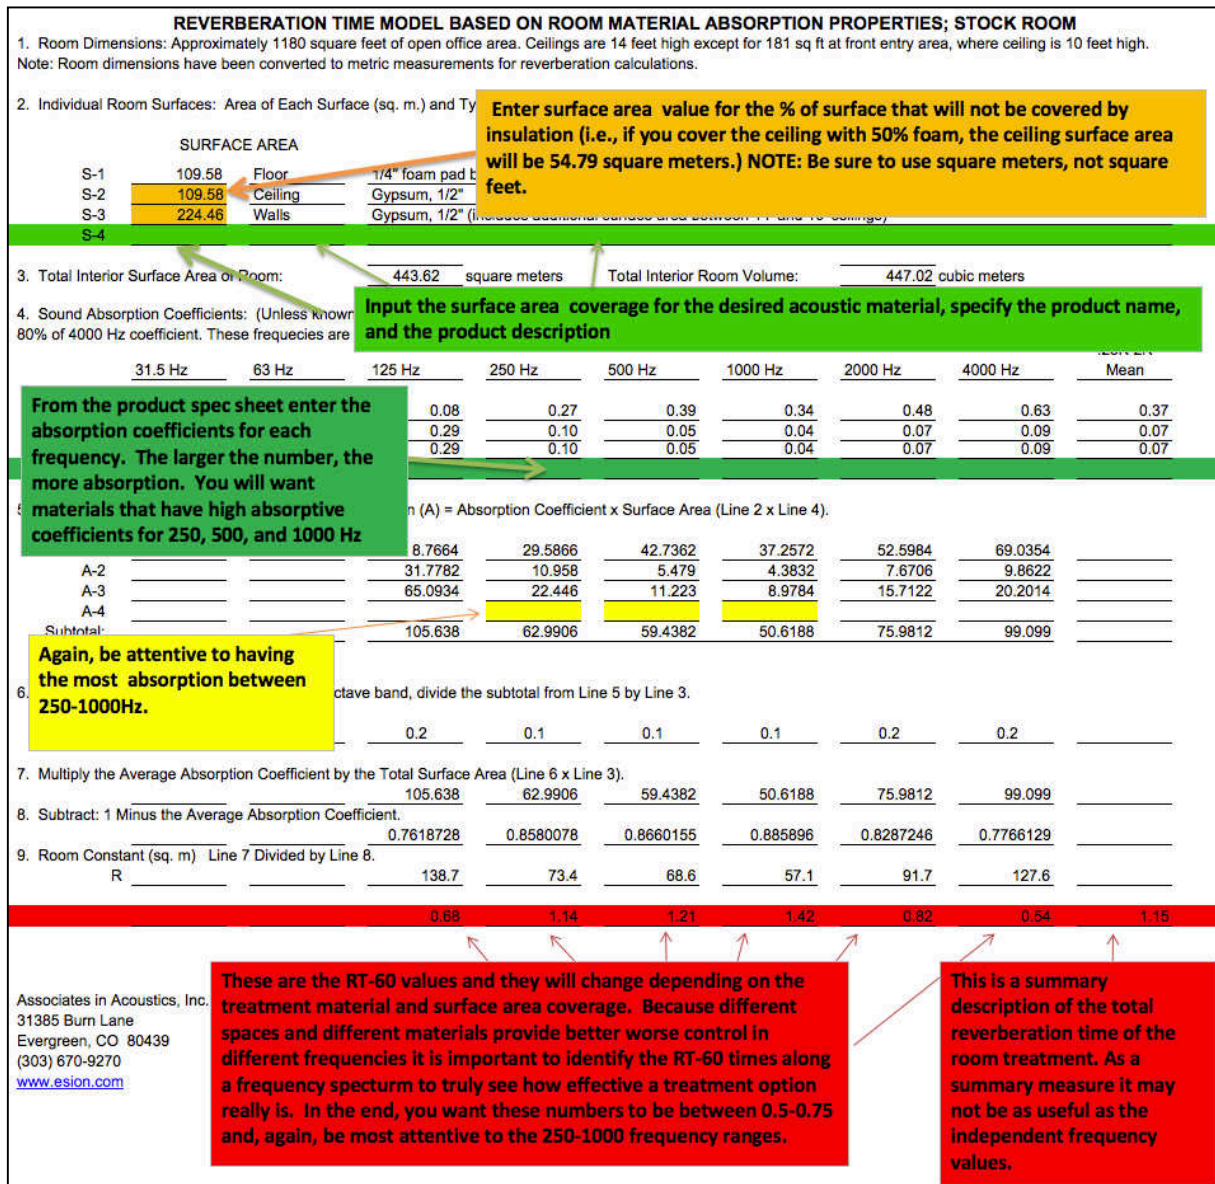 REVERBERATION TIME MODEL BASED ON ROOM MATERIAL ABSORPTION PROPERTIES; STOCK ROOM
1. Room Dimensions: Approximately 1180 square feet of open office area. Ceilings are 14 feet high except for 181 sq ft at front entry area, where ceiling is 10 feet high.
Note: Room dimensions have been converted to metric measurements for reverberation calculations.
2. Individual Room Surfaces: Area of Each Surface (sq. m.) and Ty
Enter surface area value for the % of surface that will not be covered by
insulation (i.e., if you cover the ceiling with 50% foam, the ceiling surface area
will be 54.79 square meters.) NOTE: Be sure to use square meters, not square
feet.
SURFACE AREA
S-1 109.58 Floor 1/4" foam pad b
S-2 109.58 Ceiling Gypsum, 1/2"
S-3 224.46 Walls Gypsum, 1/2" (includes additional surface area between
S-4
3. Total Interior Surface Area of Room: 443.62 square meters Total Interior Room Volume: 447.02 cubic meters
Input the surface area coverage for the desired acoustic material, specify the product name,
and the product description
4. Sound Absorption Coefficients: (Unless known
80% of 4000 Hz coefficient. These frequecies are
31.5 Hz 63 Hz 125 Hz 250 Hz 500 Hz 1000 Hz 2000 Hz 4000 Hz Mean
From the product spec sheet enter the
absorption coefficients for each
frequency. The larger the number, the
more absorption. You will want
materials that have high absorptive
coefficients for 250, 500, and 1000 Hz
0.08 0.27 0.39 0.34 0.48 0.63 0.37
0.29 0.10 0.05 0.04 0.07 0.09 0.07
0.29 0.10 0.05 0.04 0.07 0.09 0.07
n (A) = Absorption Coefficient x Surface Area (Line 2 x Line 4).
8.7664 29.5866 42.7362 37.2572 52.5984 69.0354
A-2 31.7782 10.958 5.479 4.3832 7.6706 9.8622
A-3 65.0934 22.446 11.223 8.9784 15.7122 20.2014
A-4
Subtotal: 105.638 62.9906 59.4382 50.6188 75.9812 99.099
Again, be attentive to having
the most absorption between
250-1000Hz.
6. ctave band, divide the subtotal from Line 5 by Line 3.
0.2 0.1 0.1 0.1 0.2 0.2
7. Multiply the Average Absorption Coefficient by the Total Surface Area (Line 6 x Line 3).
105.638 62.9906 59.4382 50.6188 75.9812 99.099
8. Subtract: 1 Minus the Average Absorption Coefficient.
0.7618728 0.8580078 0.8660155 0.885896 0.8287246 0.7766129
9. Room Constant (sq. m) Line 7 Divided by Line 8.
R 138.7 73.4 68.6 57.1 91.7 127.6
0.68 1.14 1.21 1.42 0.82 0.54 1.15
These are the RT-60 values and they will change depending on the
treatment material and surface area coverage. Because different
spaces and different materials provide better worse control in
different frequencies it is important to identify the RT-60 times along
a frequency specturm to truly see how effective a treatment option
really is. In the end, you want these numbers to be between 0.5-0.75
and, again, be most attentive to the 250-1000 frequency ranges.
This is a summary
description of the total
reverberation time of the
room treatment. As a
summary measure it may
not be as useful as the
independent frequency
values.
Associates in Acoustics, Inc.
31385 Burn Lane
Evergreen, CO 80439
(303) 670-9270
www.esion.com